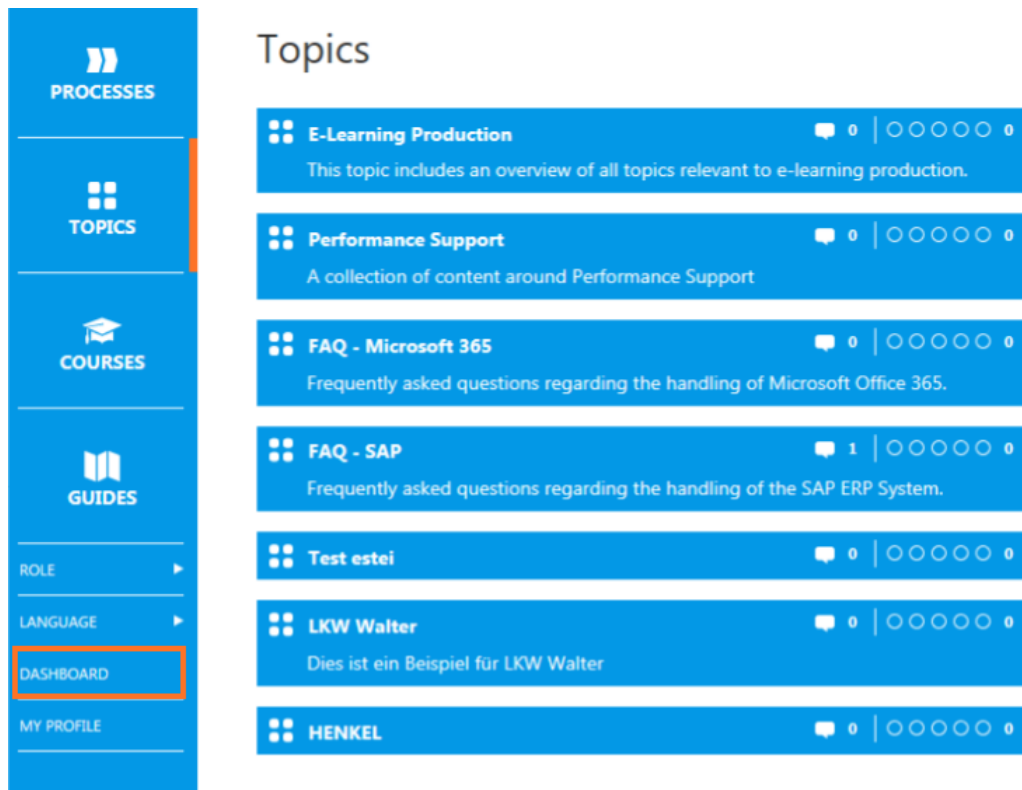 PROCESSES
TOPICS
COURSES
GUIDES
ROLE
LANGUAGE
DASHBOARD
MY PROFILE
Topics
E-Learning Production 0 0
This topic includes an overview of all topics relevant to e-learning production.
Performance Support 0 0
A collection of content around Performance Support
FAQ - Microsoft 365 0 0
Frequently asked questions regarding the handling of Microsoft Office 365.
FAQ - SAP 1 0
Frequently asked questions regarding the handling of the SAP ERP System.
Test estei 0 0
LKW Walter 0 0
Dies ist ein Beispiel für LKW Walter
HENKEL 0 0